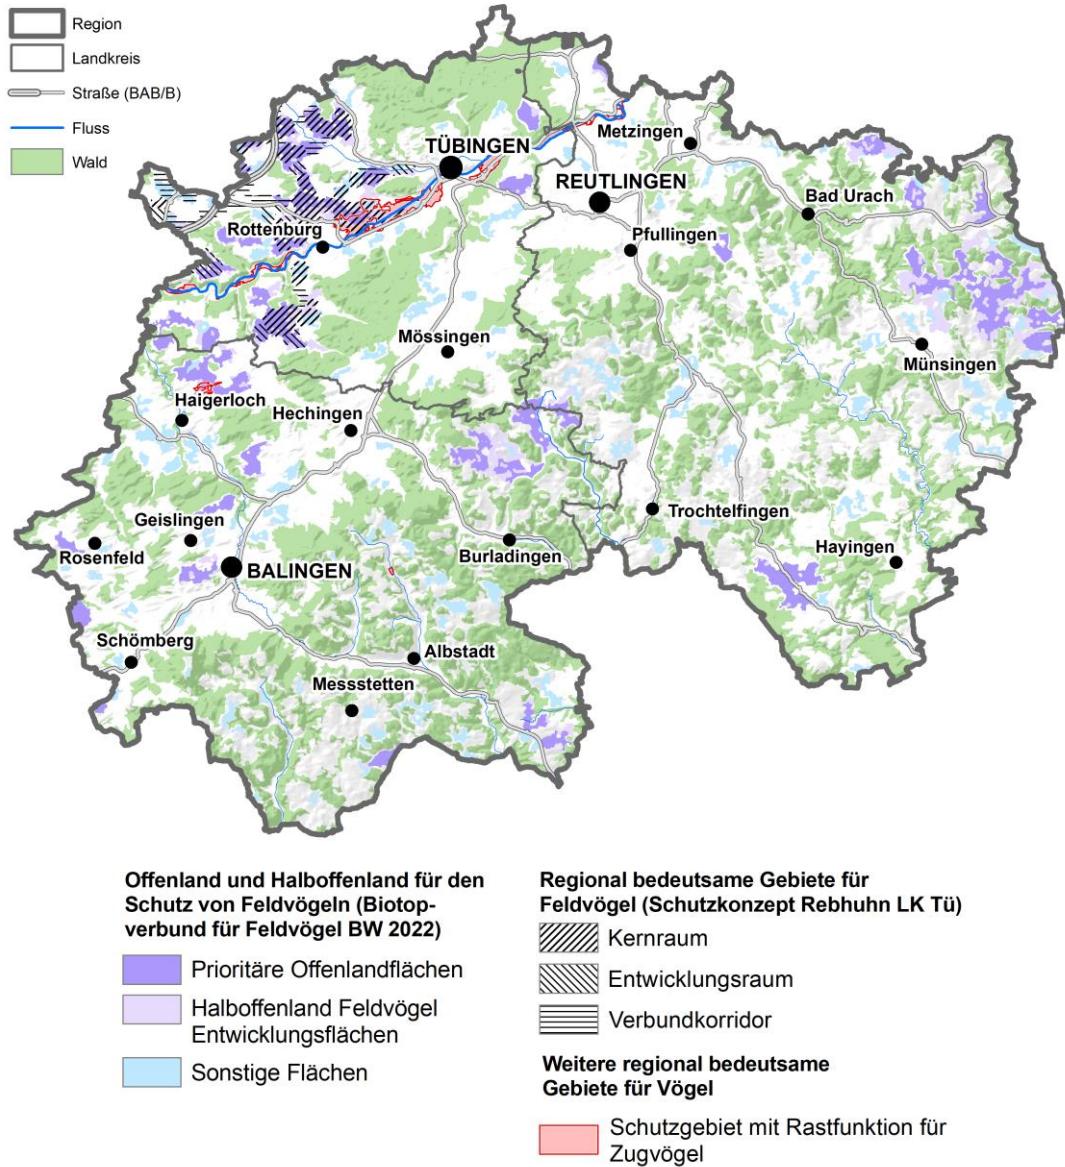 Region
Landkreis
Straße (BAB/B)
Fluss
Wald
Metzingen
TÜBINGEN
REUTLINGEN
Bad Urach
Rottenburg
Pfullingen
Mössingen
Münsingen
Haigerloch
Hechingen
Geislingen
Trochtelfingen
Rosenfeld
Burladingen
Hayingen
BALINGEN
Schömberg
Albstadt
Messstetten
Offenland und Halboffenland für den
Schutz von Feldvögeln (Biotop-
verbund für Feldvögel BW 2022)
Prioritäre Offenlandflächen
Halboffenland Feldvögel
Entwicklungsflächen
Sonstige Flächen
Regional bedeutsame Gebiete für
Feldvögel (Schutzkonzept Rebhuhn LK Tü)
Kernraum
Entwicklungsraum
Verbundkorridor
Weitere regional bedeutsame
Gebiete für Vögel
Schutzgebiet mit Rastfunktion für
Zugvögel